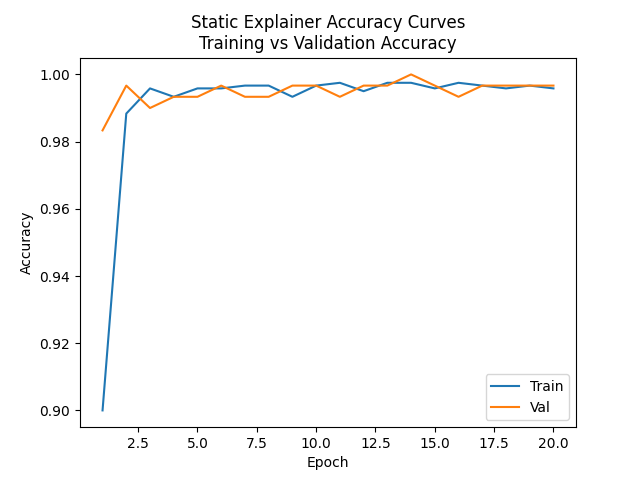 Static Explainer Accuracy Curves
Training vs Validation Accuracy
1.00
0.98
0.96
0.94
0.92
0.90
Accuracy
2.5 5.0 7.5 10.0 12.5 15.0 17.5 20.0
Epoch
Train
Val